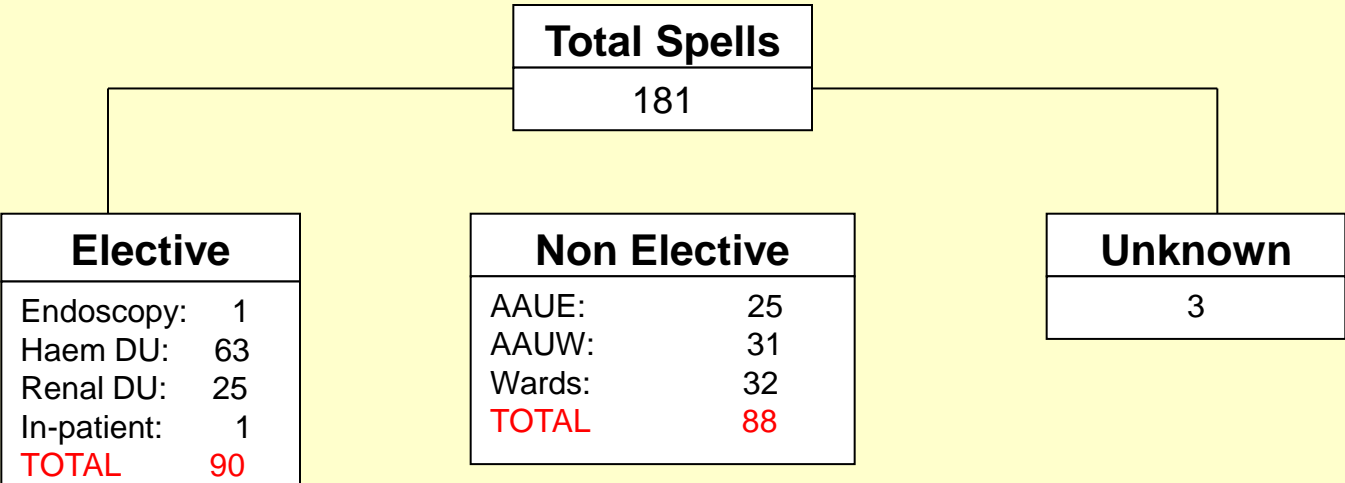 Total Spells
181
Elective
Endoscopy: 1
Haem DU: 63
Renal DU: 25
In-patient: 1
TOTAL 90
Non Elective
AAUE: 25
AAUW: 31
Wards: 32
TOTAL 88
Unknown
3